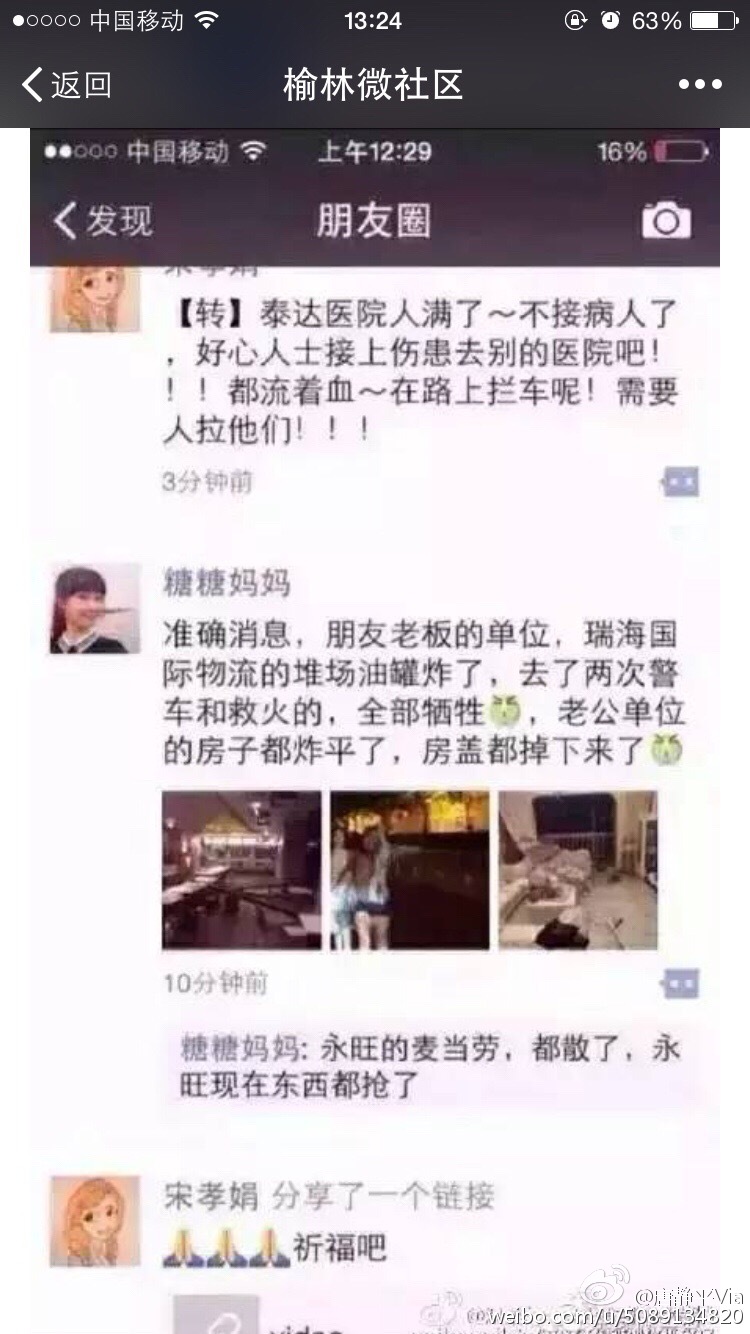 中国移动 13:24 63%
返回 榆林微社区
中国移动 上午12:29 16%
发现 朋友圈
宋孝娟
【转】泰达医院人满了～不接病人了
，好心人士接上伤患去别的医院吧！
！！都流着血～在路上拦车呢！需要
人拉他们！！！
3分钟前
糖糖妈妈
准确消息，朋友老板的单位，瑞海国
际物流的堆场油罐炸了，去了两次警
车和救火的，全部牺牲，老公单位
的房子都炸平了，房盖都掉下来了
10分钟前
糖糖妈妈: 永旺的麦当劳，都散了，永
旺现在东西都抢了
宋孝娟 分享了一个链接
🙏🙏🙏祈福吧
video
weibo.com/u/5089134820